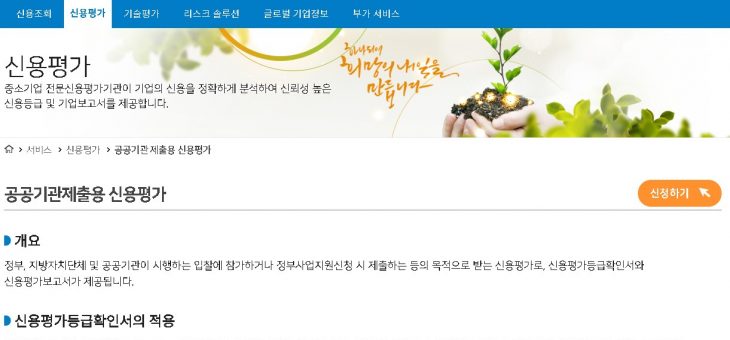 신용조회 신용평가 기술평가 리스크 솔루션 글로벌 기업정보 부가 서비스
신용평가
중소기업 전문신용평가기관이 기업의 신용을 정확하게 분석하여 신뢰성 높은
신용등급 및 기업보고서를 제공합니다.
하나되어
희망의 내일을
만듭니다
서비스 신용평가 공공기관 제출용 신용평가
공공기관제출용 신용평가
신청하기
개요
정부, 지방자치단체 및 공공기관이 시행하는 입찰에 참가하거나 정부사업지원신청 시 제출하는 등의 목적으로 받는 신용평가로, 신용평가등급확인서와
신용평가보고서가 제공됩니다.
신용평가등급확인서의 적용